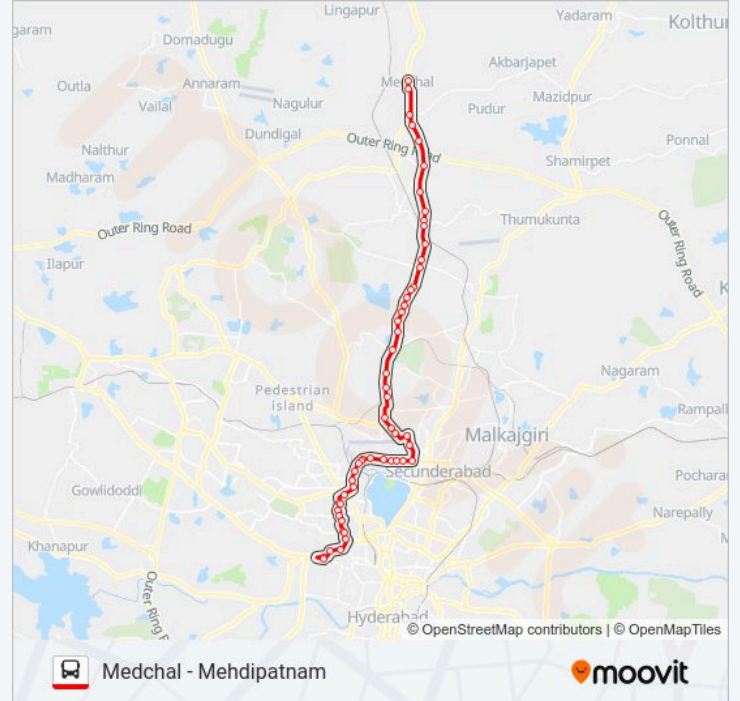 Lingapur
Yadaram
Kolthu
garam
Domadugu
Akbarjapet
Outla
Annaram
Medchal
Mazidpur
Vailal
Nagulur
Pudur
Dundigal
Outer Ring Road
Ponnal
Nalthur
Shamirpet
Madharam
Outer Ring Road
Thumukunta
Outer Ring Road
Ilapur
K
Nagaram
Pedestrian
island
Rampall
Malkajgiri
Secunderabad
Pochara
Gowlidoddi
Narepally
Khanapur
M
Outer Ring R
Hyderabad
© OpenStreetMap contributors | © OpenMapTiles
Medchal - Mehdipatnam
moovit